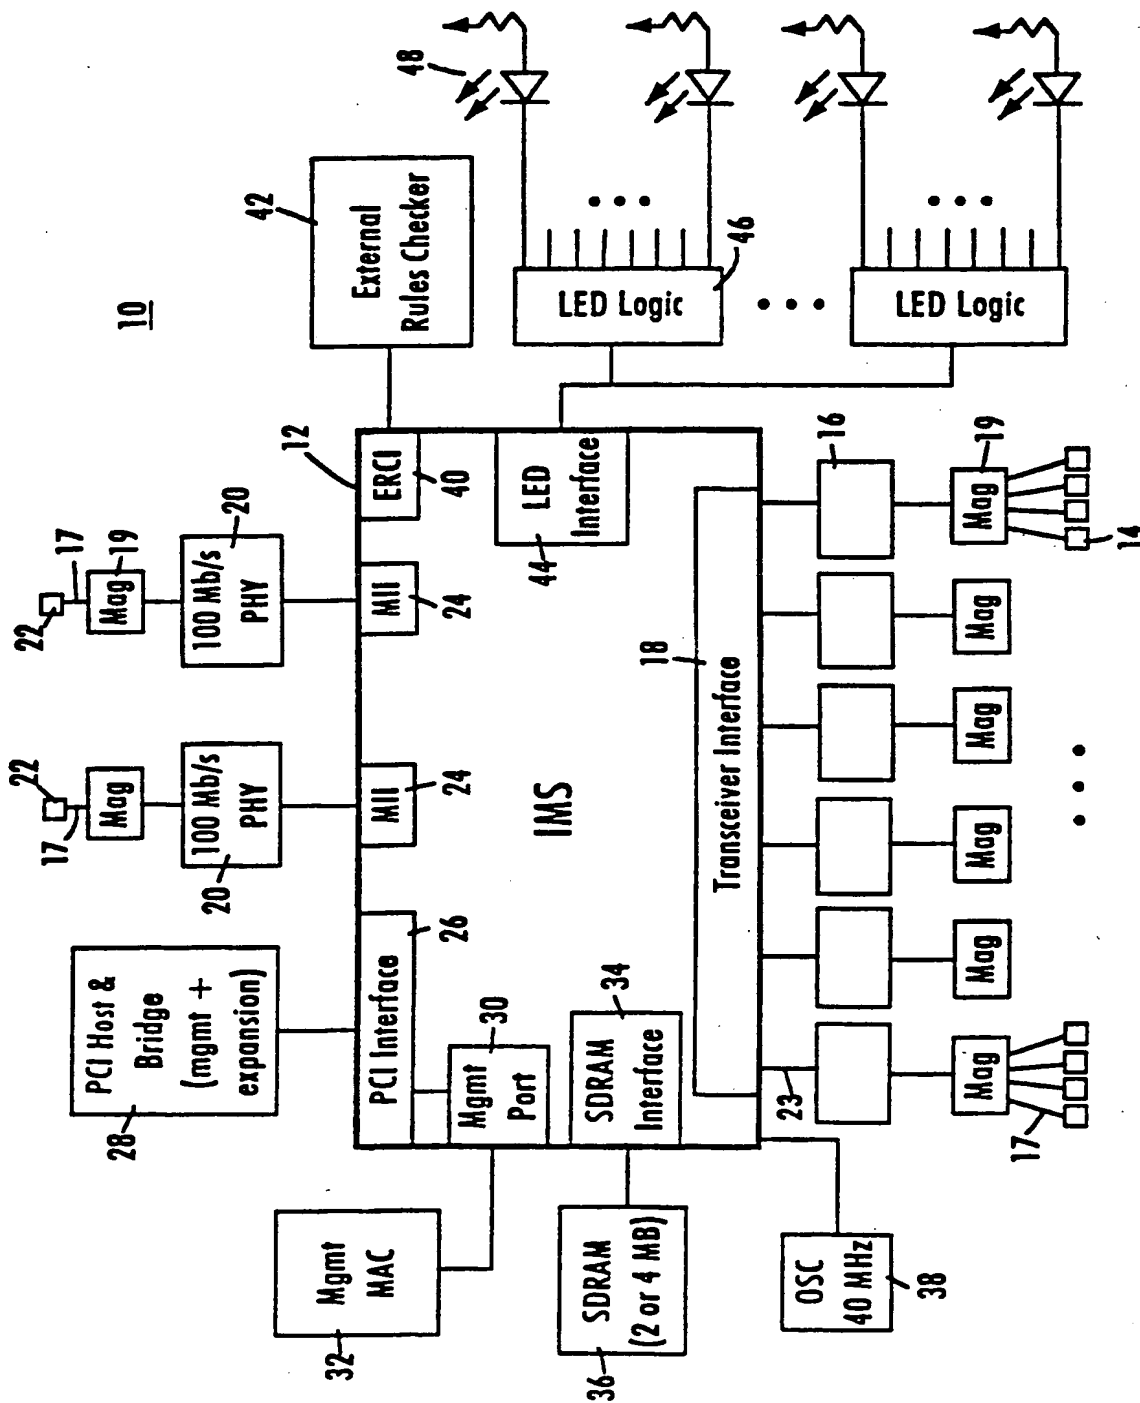 10
28
PCI Host &
Bridge
(mgmt +
expansion)
22
17
Mag
20
100 Mb/s
PHY
22
17
Mag
19
100 Mb/s
PHY
20
42
External
Rules Checker
12
32
Mgmt
MAC
PCI Interface
26
MII
24
MII
24
ERCI
40
Mgmt
Port
30
IMS
44
LED
Interface
LED Logic
46
48
LED Logic
36
SDRAM
(2 or 4 MB)
SDRAM
Interface
34
Transceiver Interface
18
OSC
40 MHz
38
23
16
Mag
Mag
Mag
Mag
Mag
Mag
19
17
14